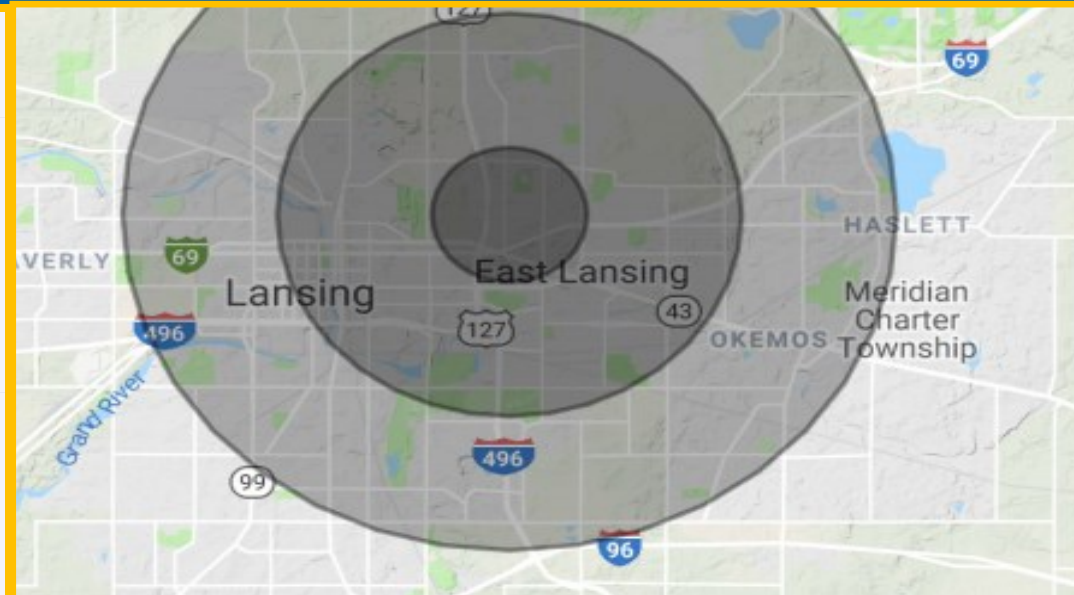 127
69
HASLETT
AVERLY
69
East Lansing
Lansing
Meridian
Charter
Township
43
127
496
OKEMOS
Grand River
496
99
96